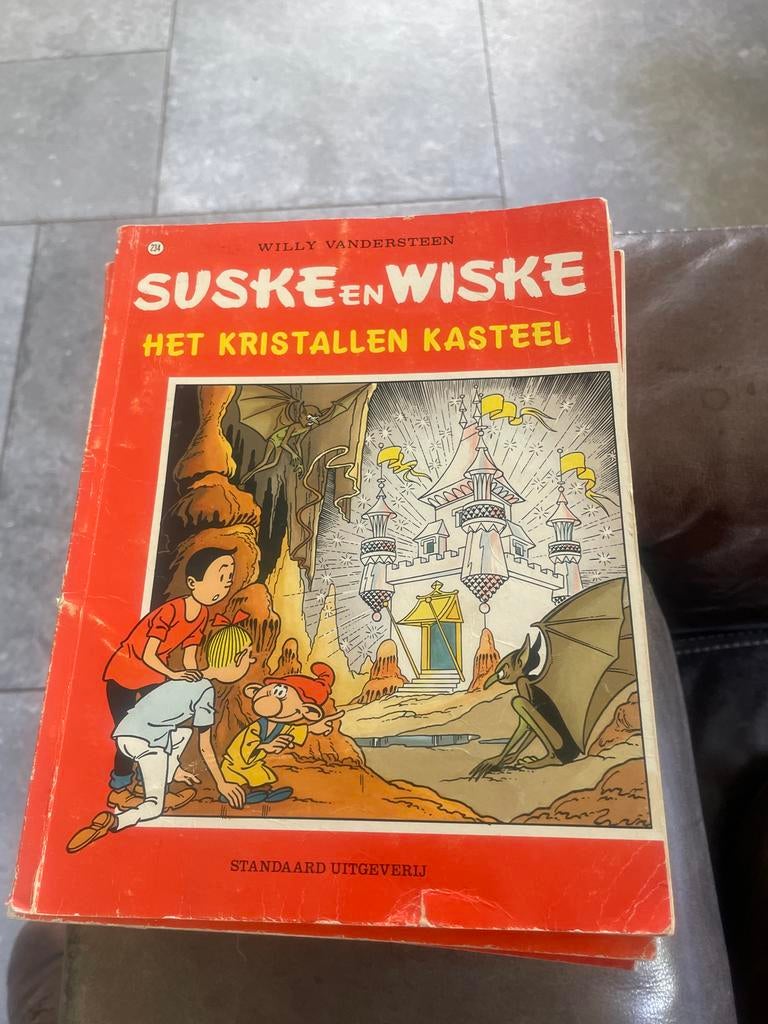 234
WILLY VANDERSTEEN
SUSKE EN WISKE
HET KRISTALLEN KASTEEL
STANDAARD UITGEVERIJ